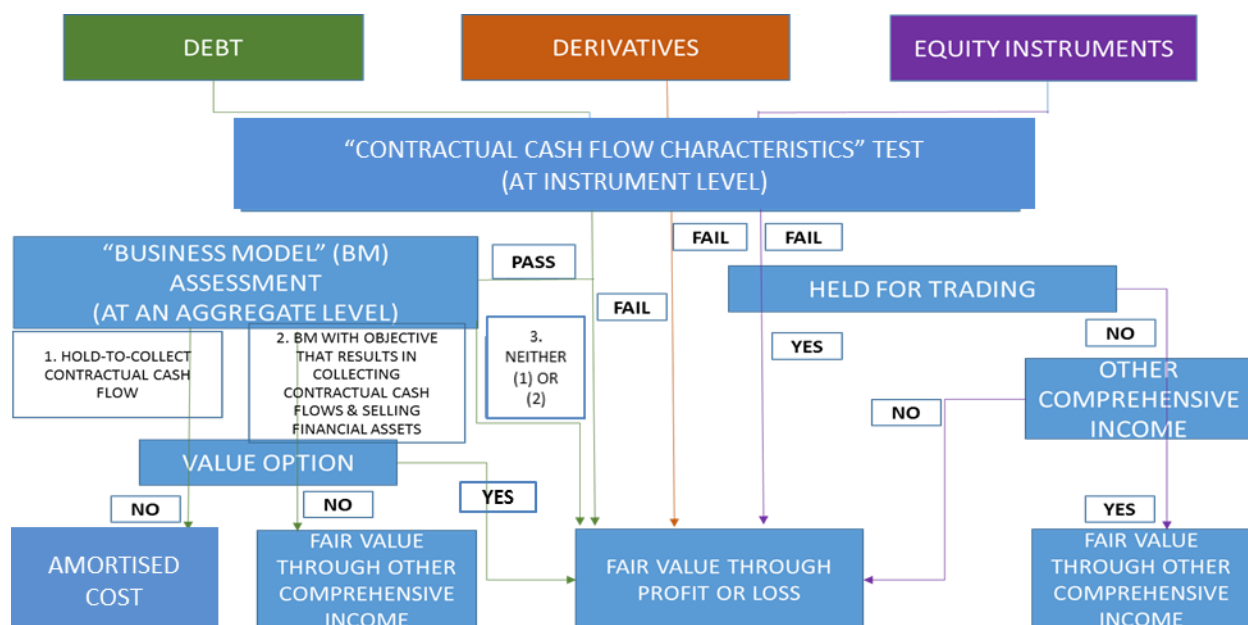 DEBT
DERIVATIVES
EQUITY INSTRUMENTS
“CONTRACTUAL CASH FLOW CHARACTERISTICS” TEST
(AT INSTRUMENT LEVEL)
“BUSINESS MODEL” (BM)
ASSESSMENT
(AT AN AGGREGATE LEVEL)
PASS
FAIL
FAIL
FAIL
HELD FOR TRADING
1. HOLD-TO-COLLECT
CONTRACTUAL CASH
FLOW
2. BM WITH OBJECTIVE
THAT RESULTS IN
COLLECTING
CONTRACTUAL CASH
FLOWS & SELLING
FINANCIAL ASSETS
3.
NEITHER
(1) OR
(2)
YES
NO
NO
OTHER
COMPREHENSIVE
INCOME
VALUE OPTION
NO
NO
YES
YES
AMORTISED
COST
FAIR VALUE
THROUGH OTHER
COMPREHENSIVE
INCOME
FAIR VALUE THROUGH
PROFIT OR LOSS
FAIR VALUE
THROUGH OTHER
COMPREHENSIVE
INCOME